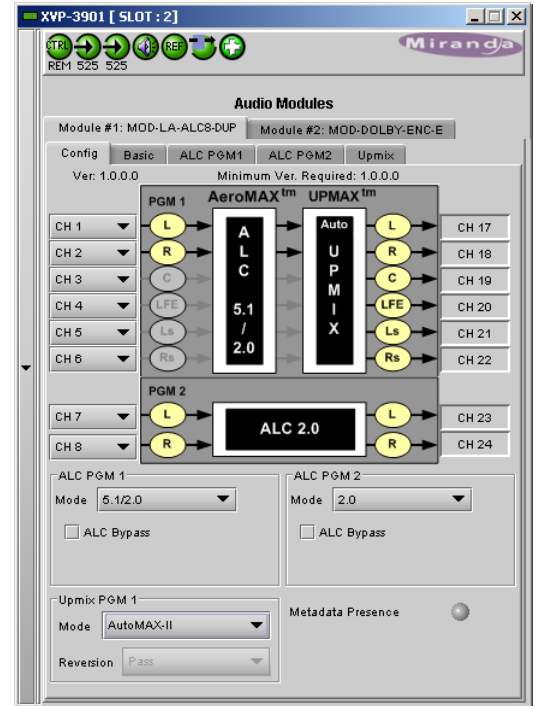 XVP-3901 [ SLOT : 2]
CTRL REF Miranda
REM 525 525
Audio Modules
Module #1: MOD-LA-ALC8-DUP Module #2: MOD-DOLBY-ENC-E
Config Basic ALC PGM1 ALC PGM2 Upmix
Ver: 1.0.0.0 Minimum Ver. Required: 1.0.0.0
PGM 1 AeroMAX tm UPMAX tm
CH 1 L ALC 5.1 / 2.0 Auto UPMIX L CH 17
CH 2 R R CH 18
CH 3 C C CH 19
CH 4 LFE LFE CH 20
CH 5 Ls Ls CH 21
CH 6 Rs Rs CH 22
PGM 2
CH 7 L ALC 2.0 L CH 23
CH 8 R R CH 24
ALC PGM 1 ALC PGM 2
Mode 5.1/2.0 Mode 2.0
ALC Bypass ALC Bypass
Upmix PGM 1
Mode AutoMAX-II Metadata Presence
Reversion Pass